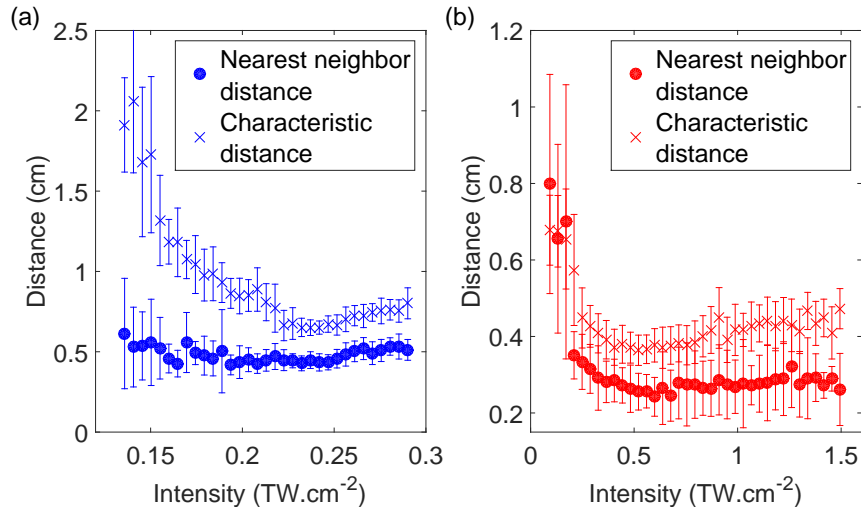 (a)
2.5
2
1.5
1
0.5
0
Distance (cm)
Nearest neighbor
distance
Characteristic
distance
0.15
0.2
0.25
0.3
Intensity (TW.cm-2)
(b)
1.2
1
0.8
0.6
0.4
0.2
Distance (cm)
Nearest neighbor
distance
Characteristic
distance
0
0.5
1
1.5
Intensity (TW.cm-2)